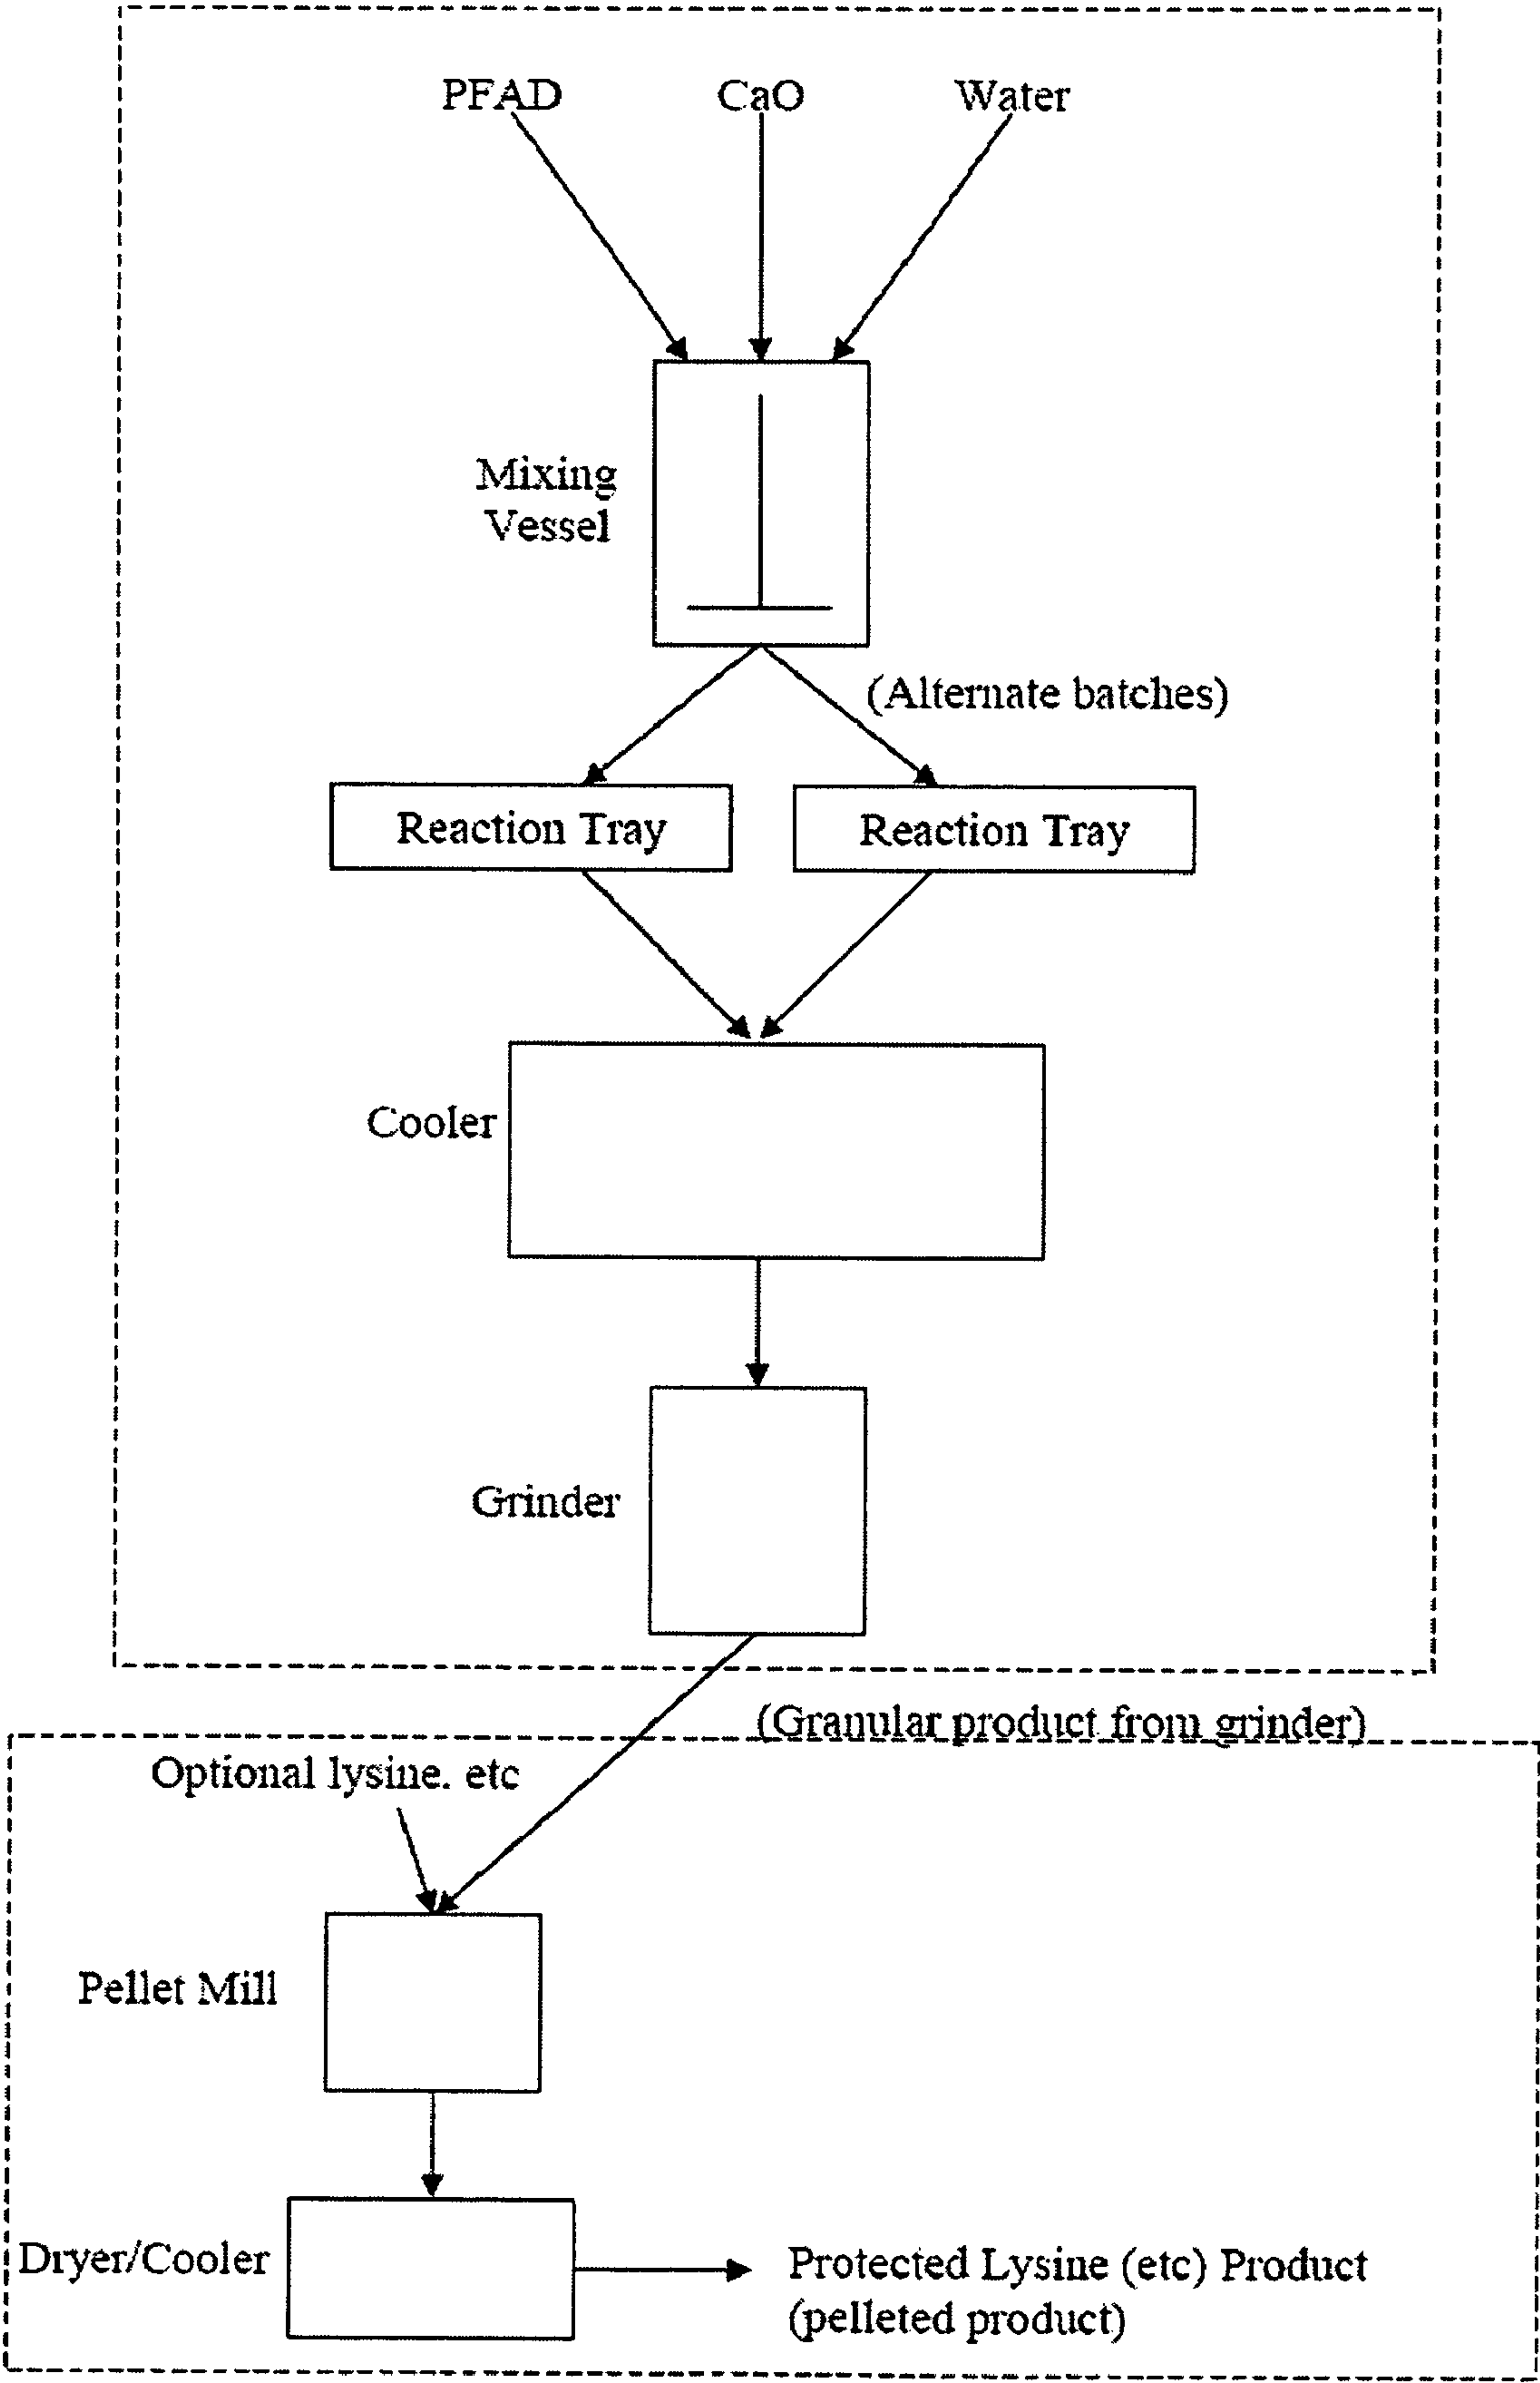 PFAD
CaO
Water
Mixing
Vessel
(Alternate batches)
Reaction Tray
Reaction Tray
Cooler
Grinder
(Granular product from grinder)
Optional lysine. etc
Pellet Mill
Dryer/Cooler
Protected Lysine (etc) Product
(pelleted product)